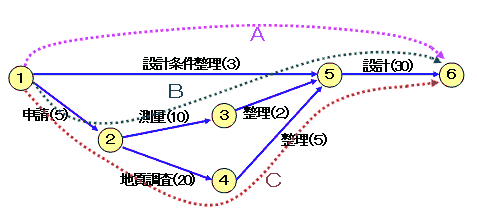 A
設計条件整理(3)
1
5
設計(30)
6
B
申請(5)
測量(10)
3
整理(2)
2
整理(5)
地質調査(20)
4
C